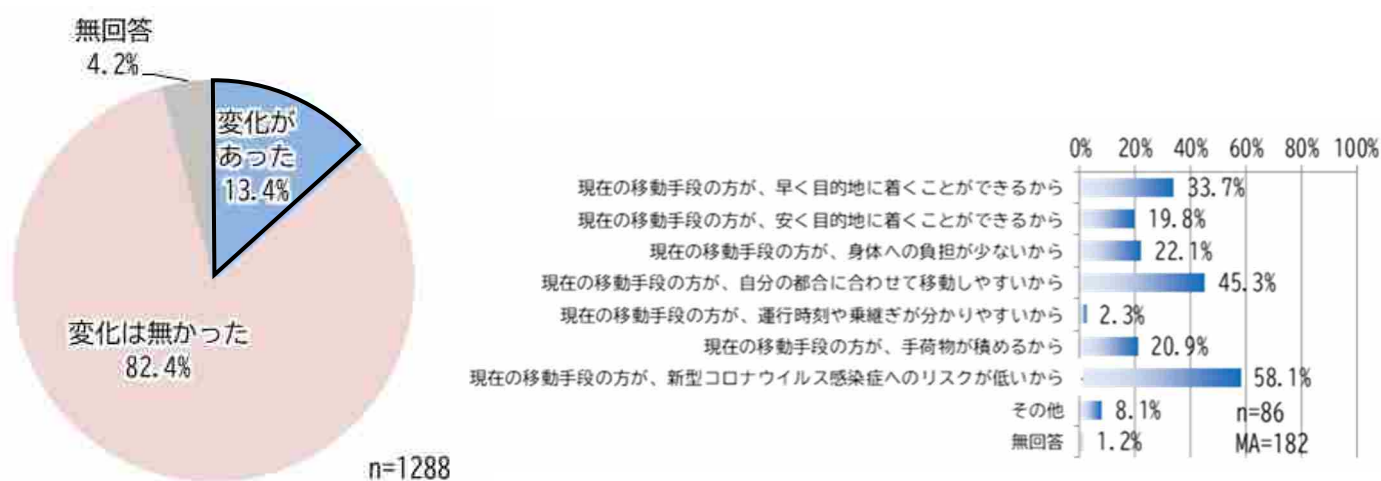 無回答
4.2%
変化が
あった
13.4%
変化は無かった
82.4%
n=1288
0% 20% 40% 60% 80% 100%
現在の移動手段の方が、早く目的地に着くことができるから 33.7%
現在の移動手段の方が、安く目的地に着くことができるから 19.8%
現在の移動手段の方が、身体への負担が少ないから 22.1%
現在の移動手段の方が、自分の都合に合わせて移動しやすいから 45.3%
現在の移動手段の方が、運行時刻や乗継ぎが分かりやすいから 2.3%
現在の移動手段の方が、手荷物が積めるから 20.9%
現在の移動手段の方が、新型コロナウイルス感染症へのリスクが低いから 58.1%
その他 8.1% n=86
無回答 1.2% MA=182